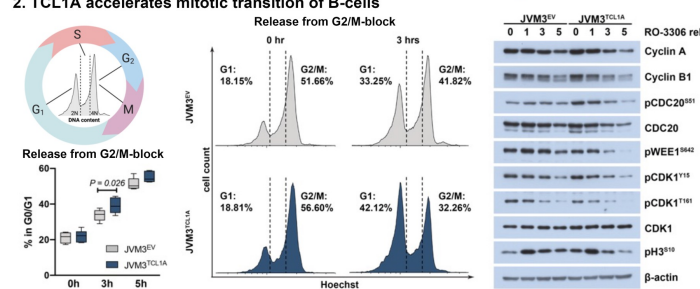 2. TCL1A accelerates mitotic transition of B-cells
S
G2
M
G1
2N 4N
DNA content
Release from G2/M-block
60
40
20
0
% in G0/G1
P = 0.026
JVM3EV
JVM3TCL1A
0h 3h 5h
Release from G2/M-block
0 hr 3 hrs
JVM3EV
G1:
18.15%
G2/M:
51.66%
G1:
33.25%
G2/M:
41.82%
cell count
JVM3TCL1A
G1:
18.81%
G2/M:
56.60%
G1:
42.12%
G2/M:
32.26%
Hoechst
JVM3EV JVM3TCL1A
0 1 3 5 0 1 3 5 RO-3306 rel
Cyclin A
Cyclin B1
pCDC20S51
CDC20
pWEE1S642
pCDK1Y15
pCDK1T161
CDK1
pH3S10
β-actin